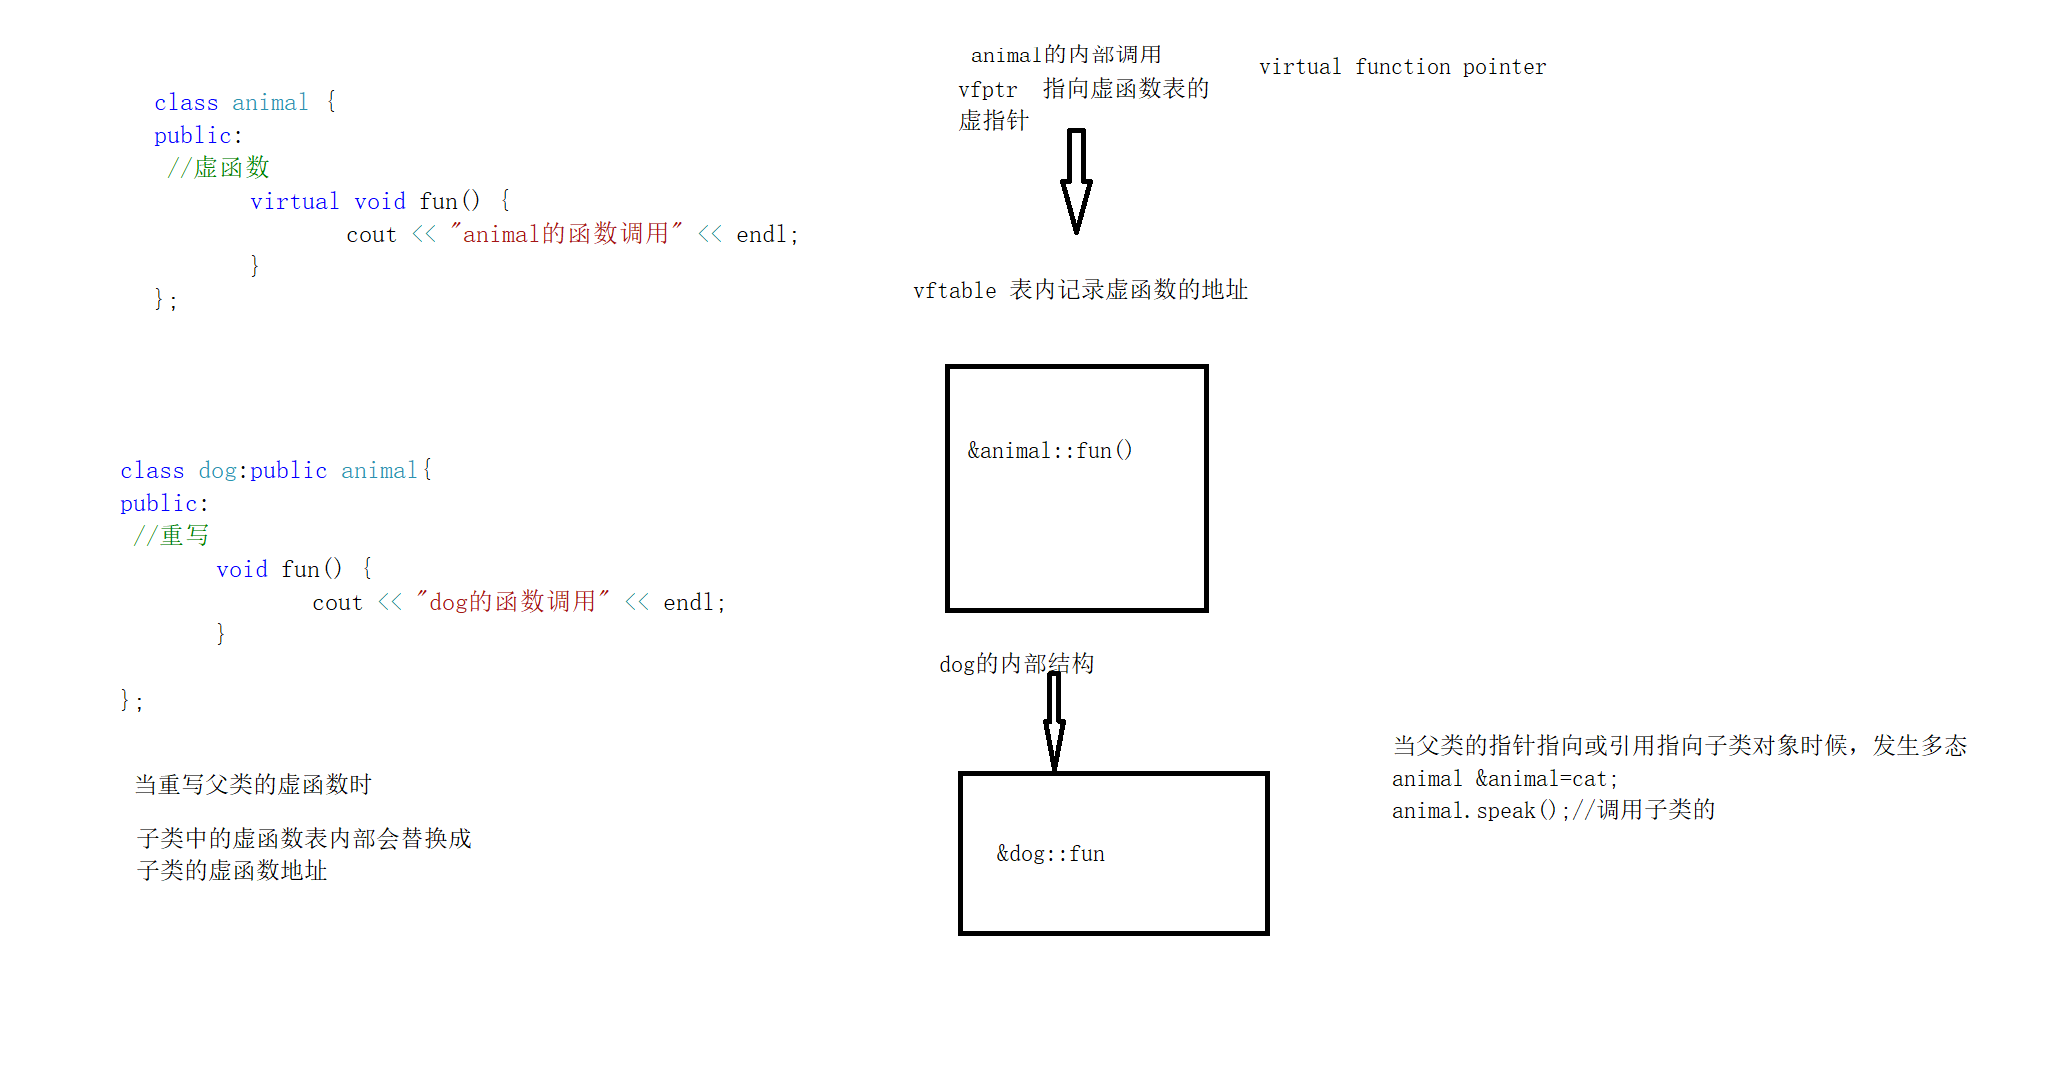 class animal {
public:
//虚函数
virtual void fun() {
cout << "animal的函数调用" << endl;
}
};
class dog:public animal{
public:
//重写
void fun() {
cout << "dog的函数调用" << endl;
}
};
当重写父类的虚函数时
子类中的虚函数表内部会替换成
子类的虚函数地址
animal的内部调用
vfptr 指向虚函数表的
虚指针
virtual function pointer
vftable 表内记录虚函数的地址
&animal::fun()
dog的内部结构
&dog::fun
当父类的指针指向或引用指向子类对象时候，发生多态
animal &animal=cat;
animal.speak();//调用子类的